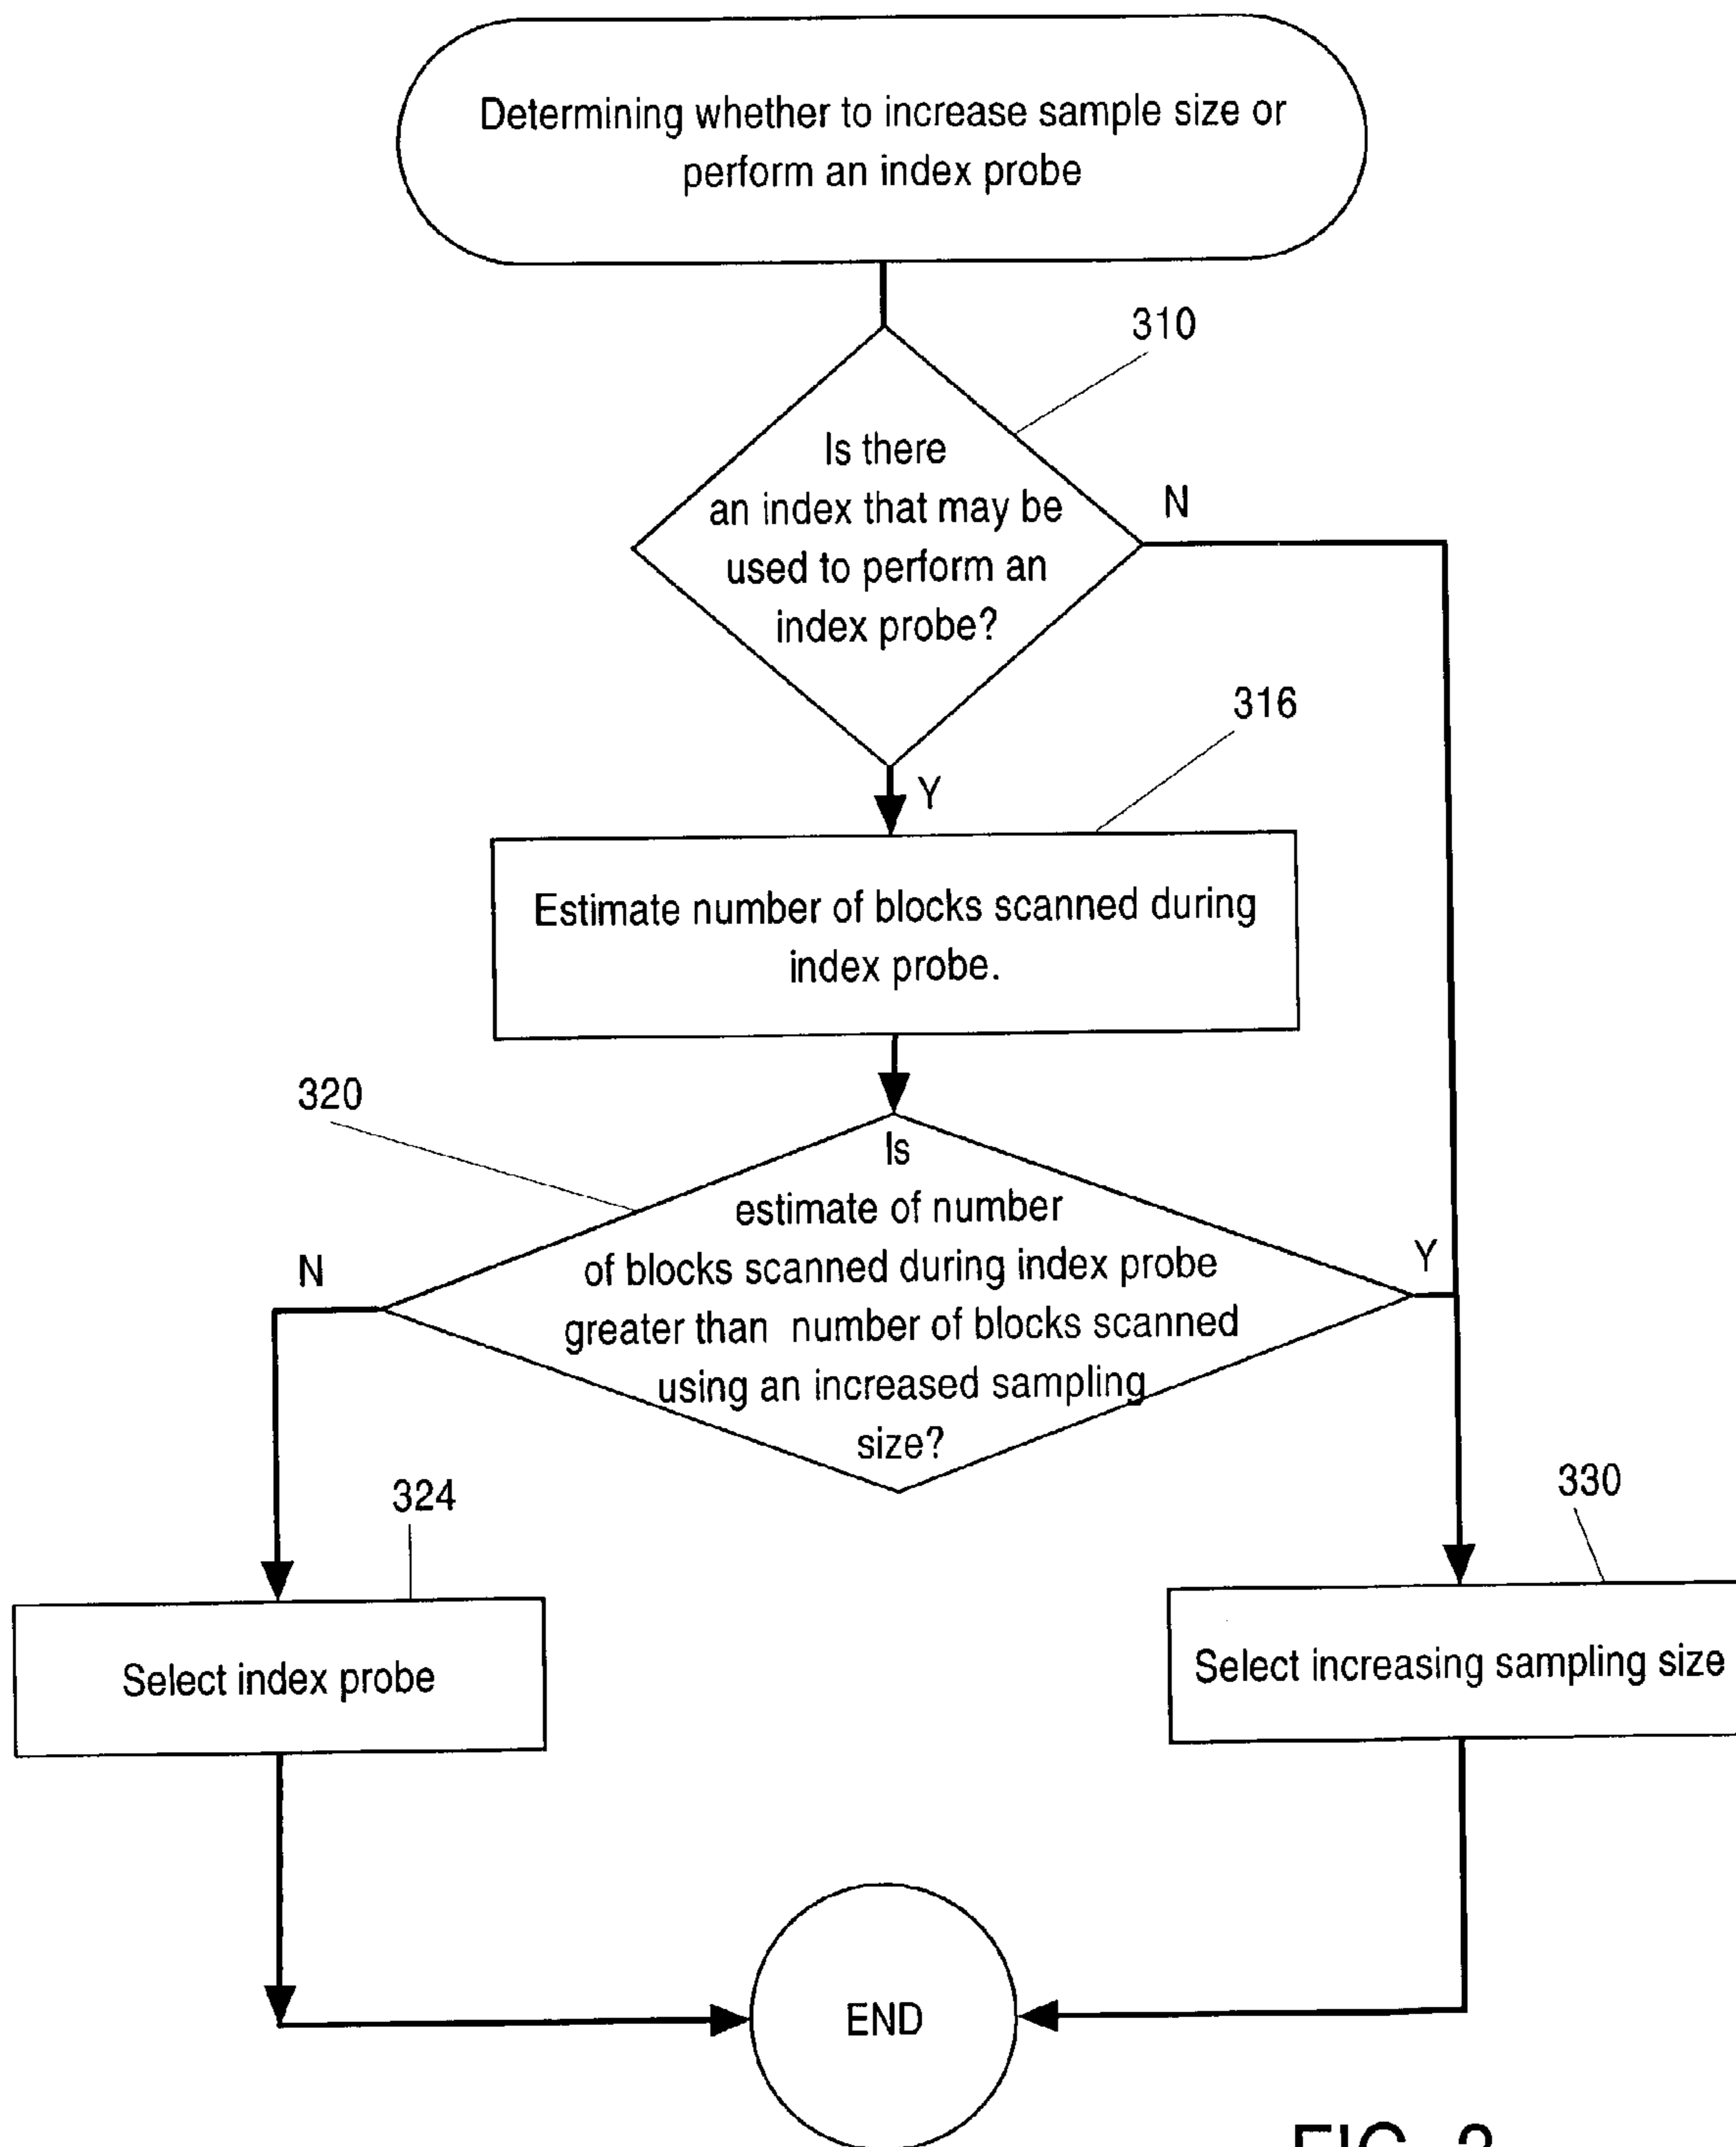 Determining whether to increase sample size or
perform an index probe
310
Is there
an index that may be
used to perform an
index probe?
N
316
Y
Estimate number of blocks scanned during
index probe.
320
Is
estimate of number
of blocks scanned during index probe
greater than number of blocks scanned
using an increased sampling
size?
N
Y
324
330
Select index probe
Select increasing sampling size
END
FIG.